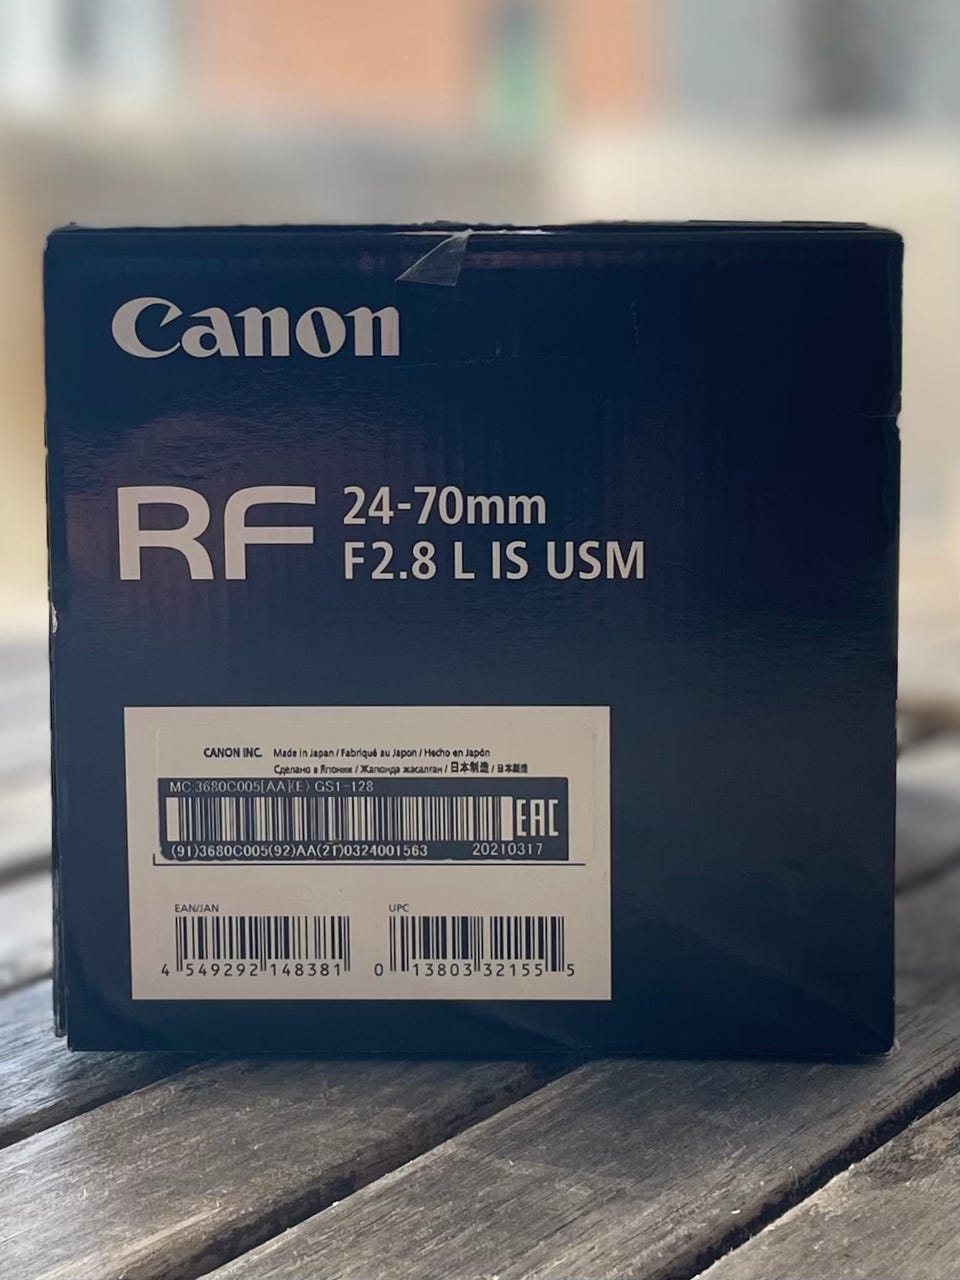 Canon
RF 24-70mm
F2.8 L IS USM
CANON INC. Made in Japan / Fabriqué au Japon / Hecho en Japón
Сделано в Японии / Жапонда жасалган / 日本制造 / 日本製造
MC:3680C005[AA](E) GS1-128
EAC
(91)3680C005(92)AA(21)0324001563 20210317
EAN/JAN UPC
4 549292 148381 0 13803 32155 5